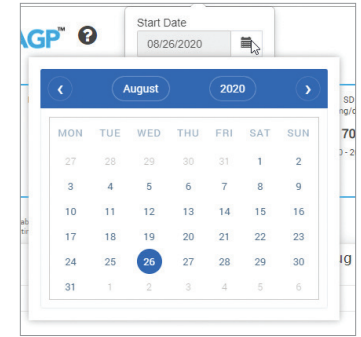 Start Date
AGP™ ?
08/26/2020
August 2020
SD
mg/d
MON TUE WED THU FRI SAT SUN
27 28 29 30 31 1 2
70
3 4 5 6 7 8 9
10 11 12 13 14 15 16
17 18 19 20 21 22 23
24 25 26 27 28 29 30
ug
31 1 2 3 4 5 6